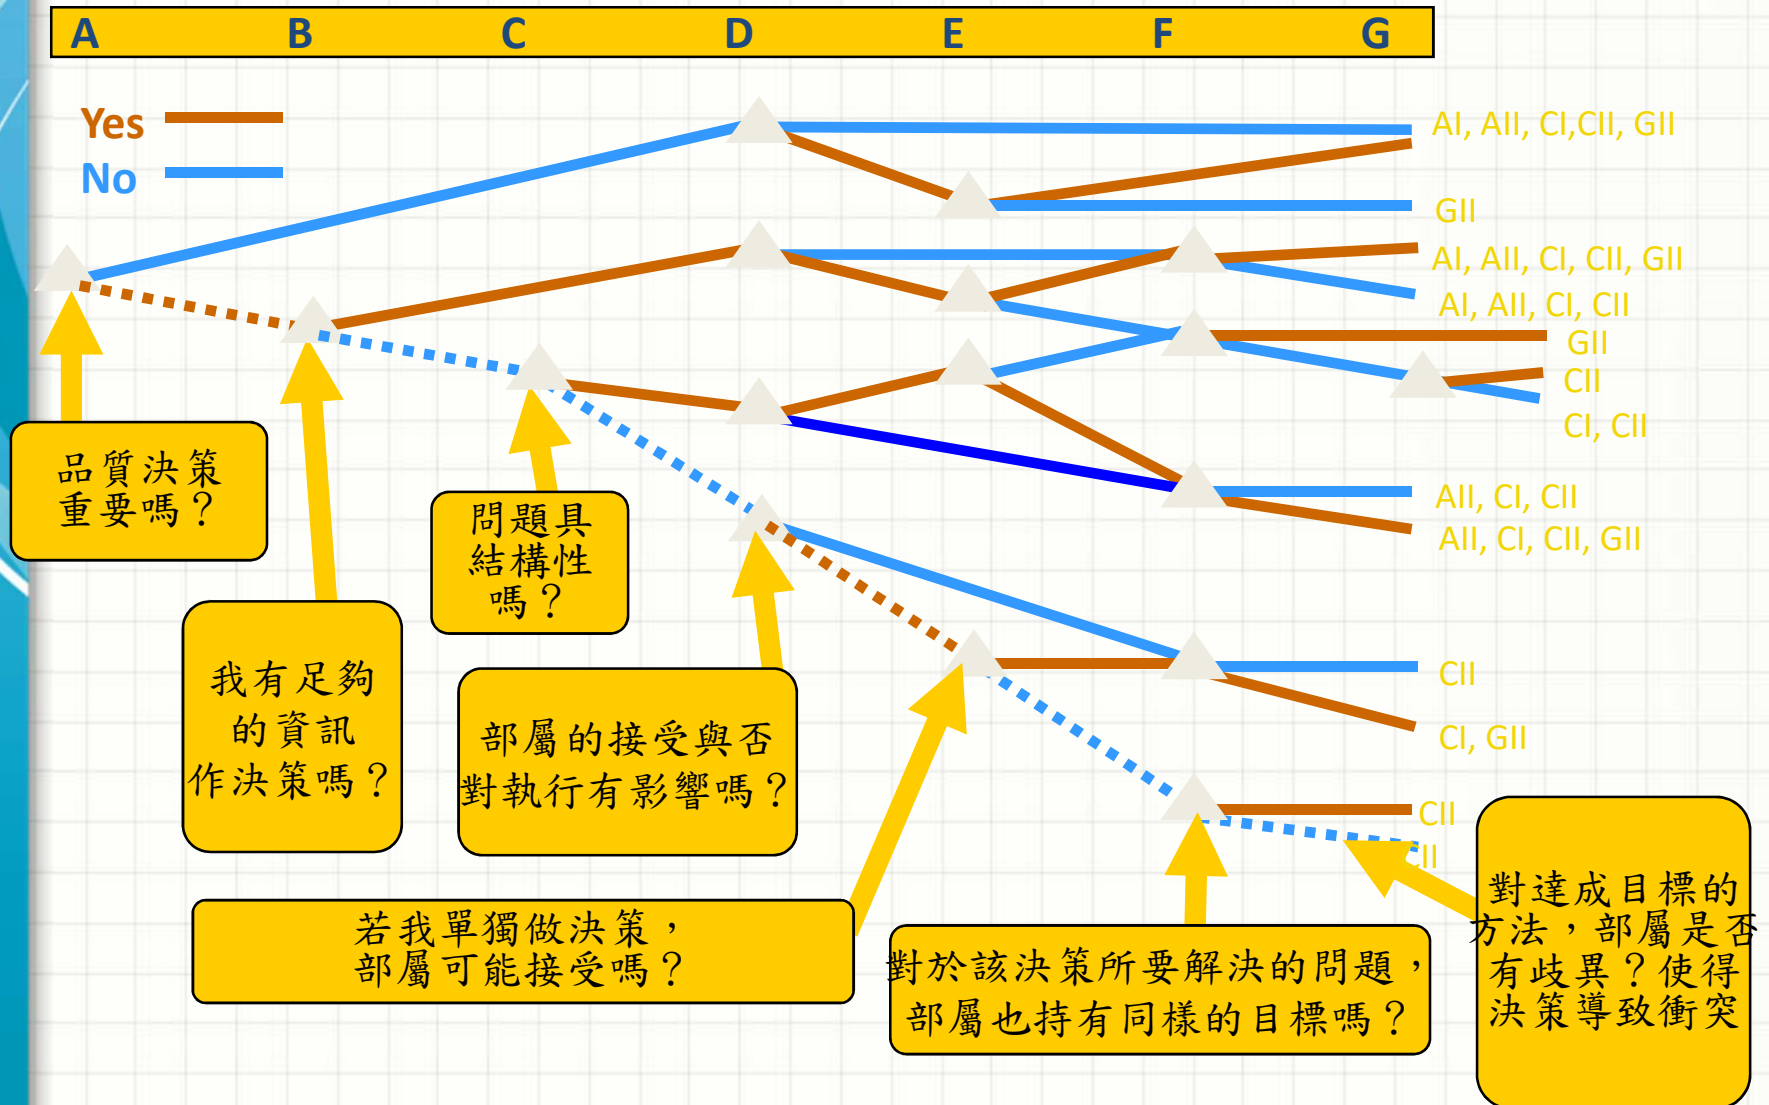 A B C D E F G
Yes
No
AI, AII, CI,CII, GII
GII
AI, AII, CI, CII, GII
AI, AII, CI, CII
GII
CII
CI, CII
AII, CI, CII
AII, CI, CII, GII
CII
CI, GII
CII
品質決策
重要嗎？
我有足夠
的資訊
作決策嗎？
問題具
結構性
嗎？
部屬的接受與否
對執行有影響嗎？
若我單獨做決策，
部屬可能接受嗎？
對於該決策所要解決的問題，
部屬也持有同樣的目標嗎？
對達成目標的
方法，部屬是否
有歧異？使得
決策導致衝突